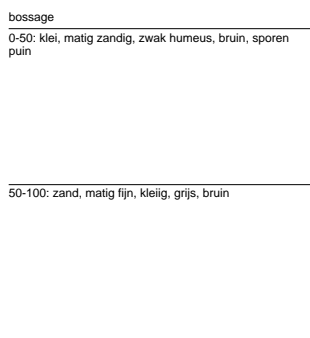 bossage
0-50: klei, matig zandig, zwak humeus, bruin, sporen
puin
50-100: zand, matig fijn, kleiig, grijs, bruin